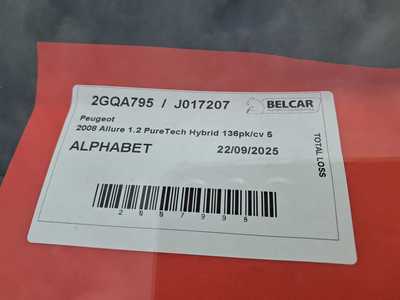 2GQA795 / J017207
BELCAR
Peugeot
2008 Allure 1.2 PureTech Hybrid 136pk/cv 5
ALPHABET 22/09/2025
TOTAL LOSS